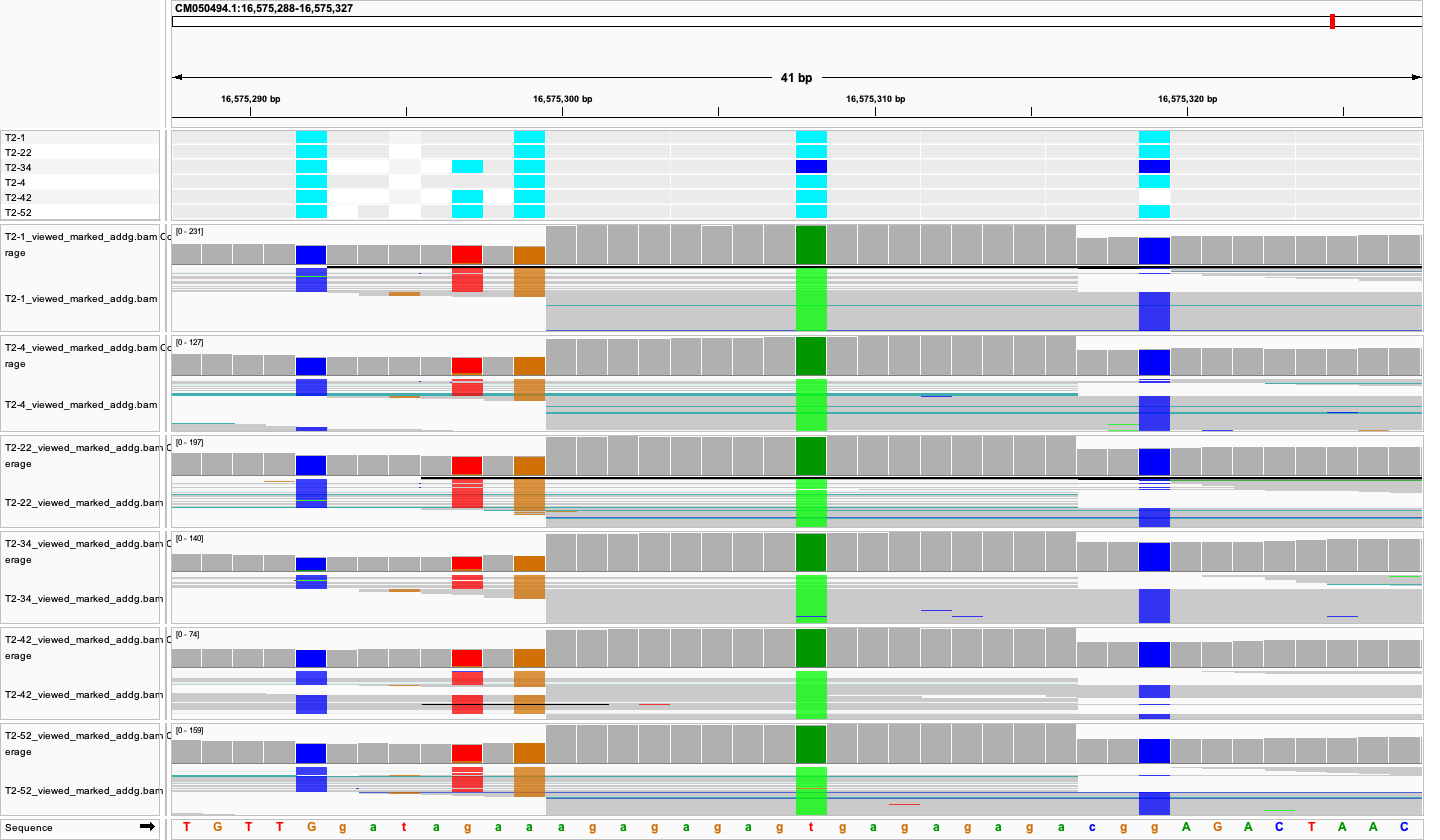 CM050494.1:16,575,288-16,575,327
41 bp
16,575,290 bp 16,575,300 bp 16,575,310 bp 16,575,320 bp
T2-1
T2-22
T2-34
T2-4
T2-42
T2-52
T2-1_viewed_marked_addg.bam Co
rage
[0 - 231]
T2-1_viewed_marked_addg.bam
T2-4_viewed_marked_addg.bam Co
rage
[0 - 127]
T2-4_viewed_marked_addg.bam
T2-22_viewed_marked_addg.bam C
erage
[0 - 197]
T2-22_viewed_marked_addg.bam
T2-34_viewed_marked_addg.bam C
erage
[0 - 140]
T2-34_viewed_marked_addg.bam
T2-42_viewed_marked_addg.bam C
erage
[0 - 74]
T2-42_viewed_marked_addg.bam
T2-52_viewed_marked_addg.bam C
erage
[0 - 159]
T2-52_viewed_marked_addg.bam
Sequence T G T T G g a t a g a a a g a g a g a g t g a g a g a g a c g g A G A C T A A C